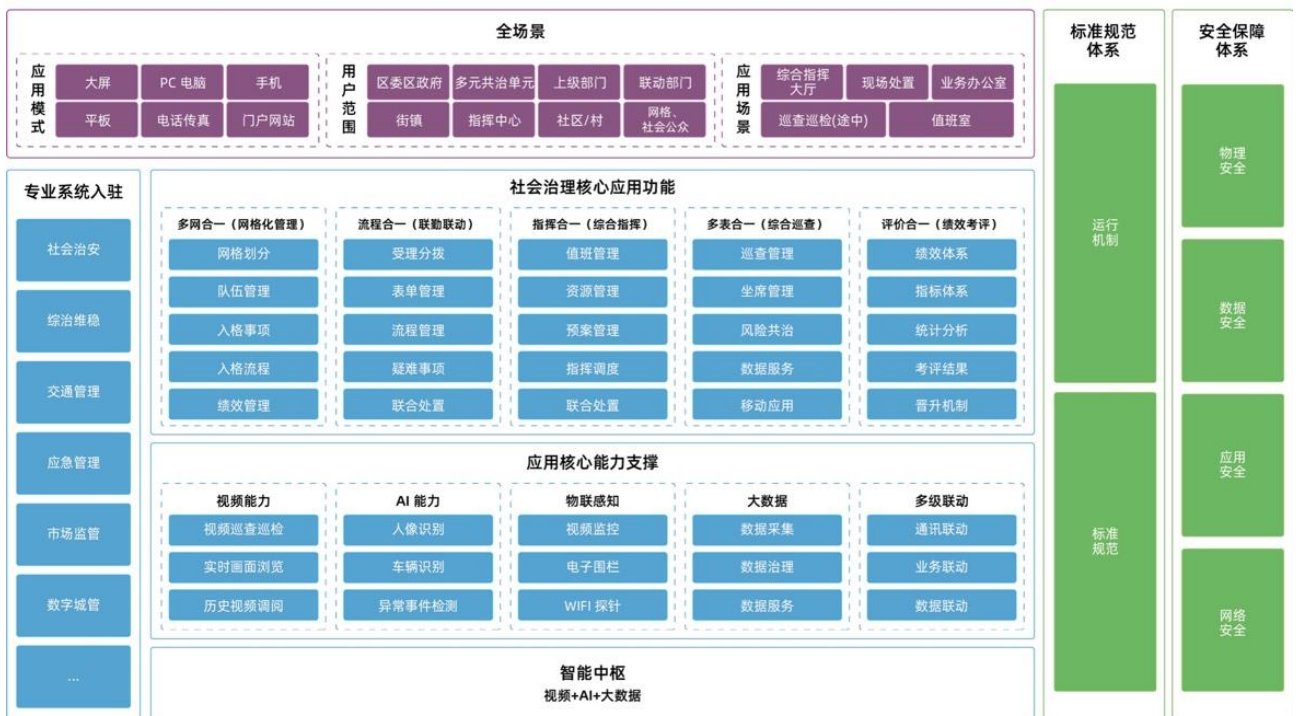 全场景
应用模式
大屏
PC 电脑
手机
平板
电话传真
门户网站
用户范围
区委区政府
多元共治单元
上级部门
联动部门
街镇
指挥中心
社区/村
网格、
社会公众
应用场景
综合指挥
大厅
现场处置
业务办公室
巡查巡检(途中)
值班室
专业系统入驻
社会治安
综治维稳
交通管理
应急管理
市场监管
数字城管
...
社会治理核心应用功能
多网合一（网格化管理）
网格划分
队伍管理
入格事项
入格流程
绩效管理
流程合一（联勤联动）
受理分拨
表单管理
流程管理
疑难事项
联合处置
指挥合一（综合指挥）
值班管理
资源管理
预案管理
指挥调度
联合处置
多表合一（综合巡查）
巡查管理
坐席管理
风险共治
数据服务
移动应用
评价合一（绩效考评）
绩效体系
指标体系
统计分析
考评结果
晋升机制
应用核心能力支撑
视频能力
视频巡查巡检
实时画面浏览
历史视频调阅
AI 能力
人像识别
车辆识别
异常事件检测
物联感知
视频监控
电子围栏
WIFI 探针
大数据
数据采集
数据治理
数据服务
多级联动
通讯联动
业务联动
数据联动
智能中枢
视频+AI+大数据
标准规范
体系
运行
机制
标准
规范
安全保障
体系
物理
安全
数据
安全
应用
安全
网络
安全